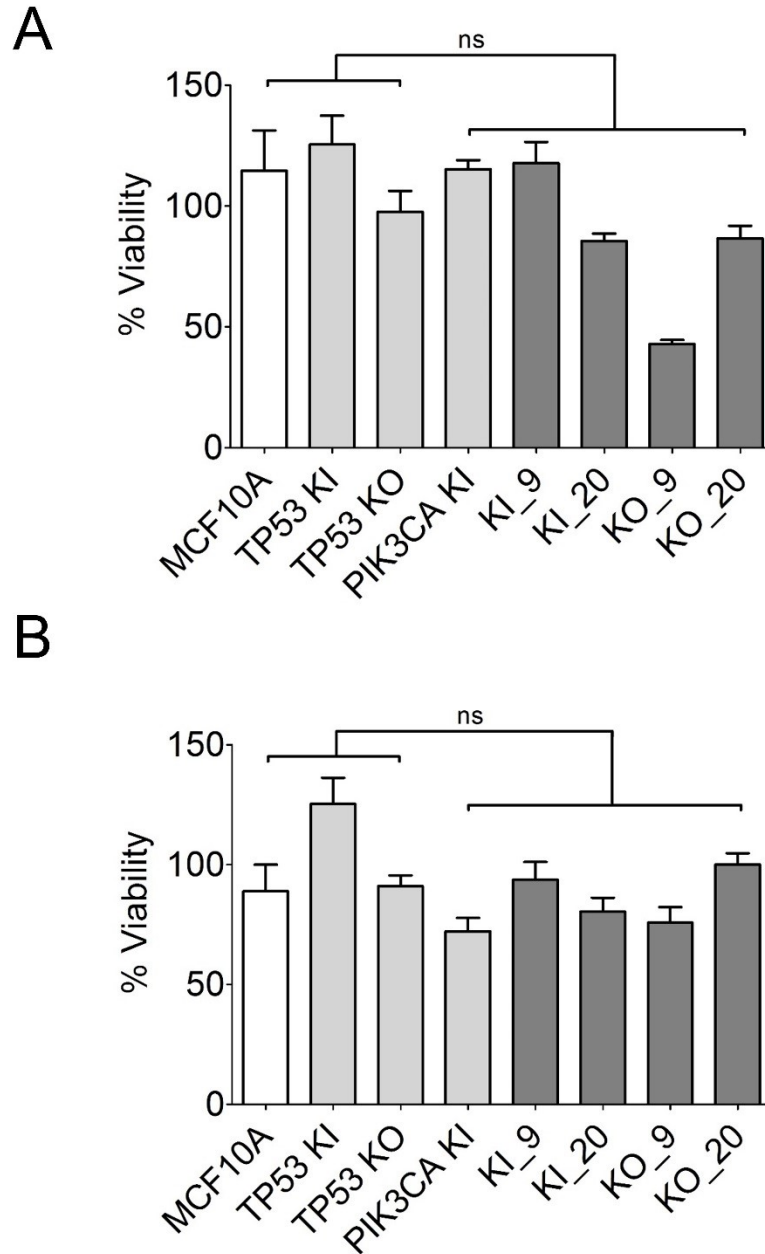 A
ns
150
100
50
0
% Viability
MCF10A
TP53 KI
TP53 KO
PIK3CA KI
KI_9
KI_20
KO_9
KO_20
B
ns
150
100
50
0
% Viability
MCF10A
TP53 KI
TP53 KO
PIK3CA KI
KI_9
KI_20
KO_9
KO_20